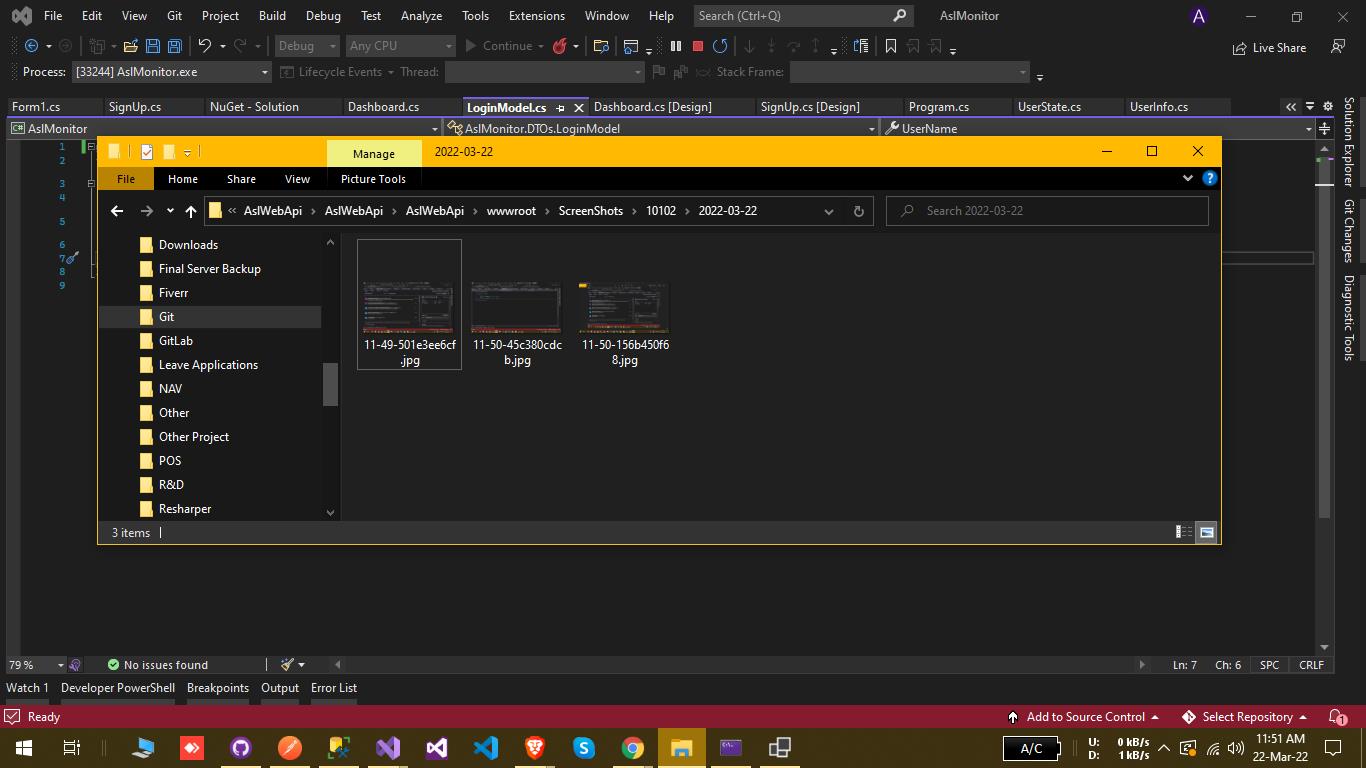 File Edit View Git Project Build Debug Test Analyze Tools Extensions Window Help Search (Ctrl+Q) AslMonitor A
Debug Any CPU Continue Live Share
Process: [33244] AslMonitor.exe Lifecycle Events Thread: Stack Frame:
Form1.cs SignUp.cs NuGet - Solution Dashboard.cs LoginModel.cs Dashboard.cs [Design] SignUp.cs [Design] Program.cs UserState.cs UserInfo.cs
C# AslMonitor AslMonitor.DTOs.LoginModel UserName
Solution Explorer
Git Changes
Diagnostic Tools
1
2
3
4
5
6
7
8
9
Manage 2022-03-22
File Home Share View Picture Tools
« AslWebApi › AslWebApi › AslWebApi › wwwroot › ScreenShots › 10102 › 2022-03-22 Search 2022-03-22
Downloads
Final Server Backup
Fiverr
Git
GitLab
Leave Applications
NAV
Other
Other Project
POS
R&D
Resharper
11-49-501e3ee6cf
.jpg
11-50-45c380cdc
b.jpg
11-50-156b450f6
8.jpg
3 items
79 % No issues found Ln: 7 Ch: 6 SPC CRLF
Watch 1 Developer PowerShell Breakpoints Output Error List
Ready Add to Source Control Select Repository 1
A/C U: 0 kB/s 11:51 AM
D: 1 kB/s 22-Mar-22